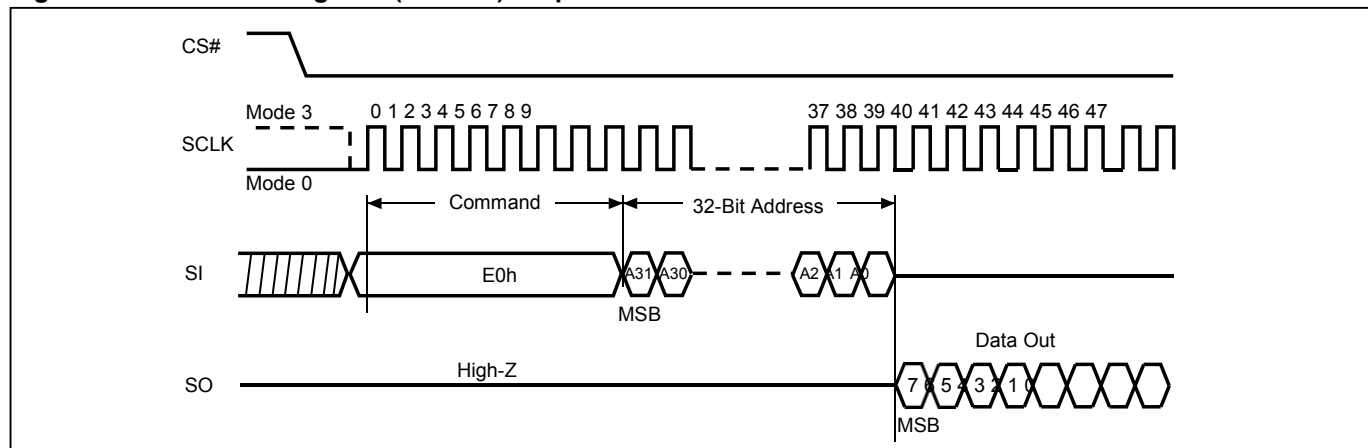 CS#
Mode 3
0 1 2 3 4 5 6 7 8 9
37 38 39 40 41 42 43 44 45 46 47
SCLK
Mode 0
Command
32-Bit Address
SI
E0h
A31 A30
A2 A1 A0
MSB
Data Out
High-Z
SO
7 6 5 4 3 2 1 0
MSB